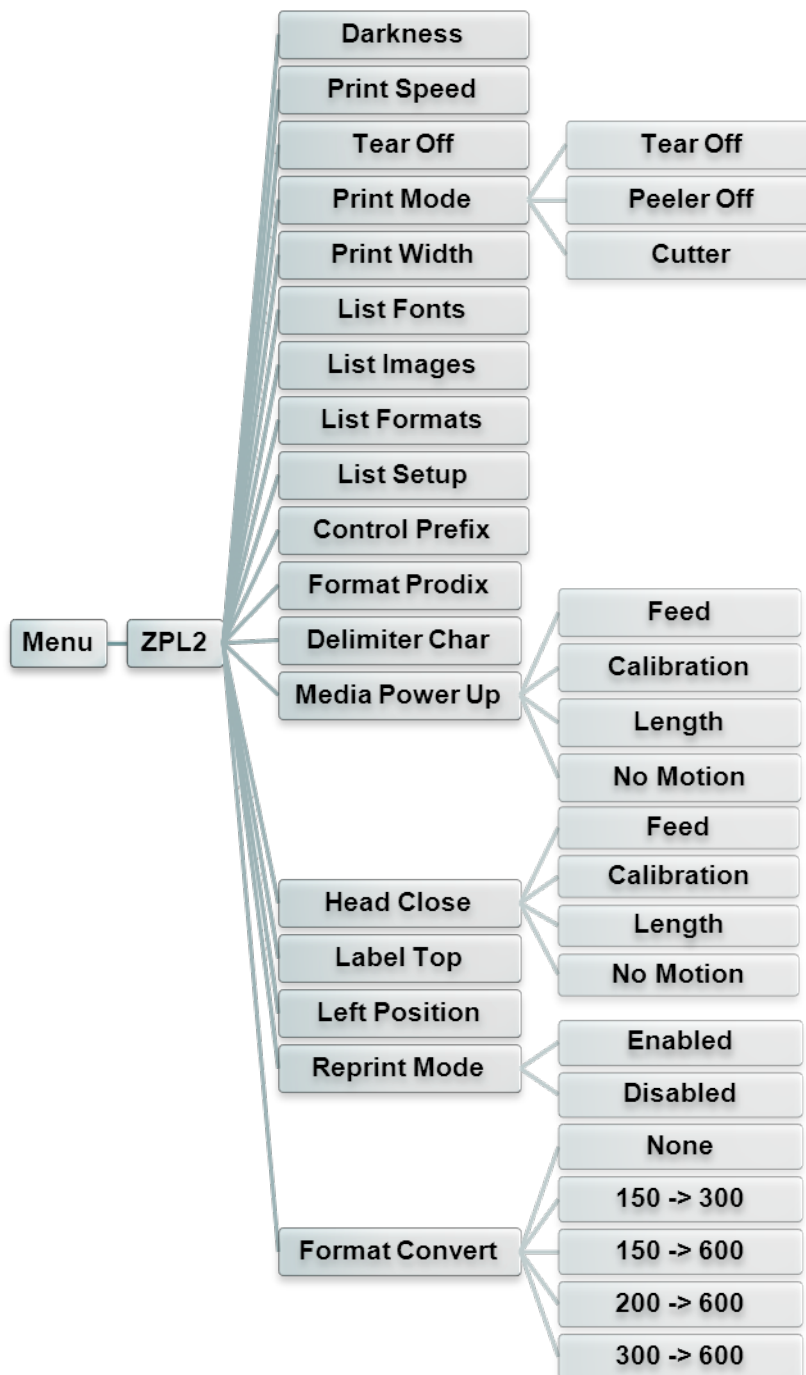 Menu
ZPL2
Darkness
Print Speed
Tear Off
Print Mode
Tear Off
Peeler Off
Cutter
Print Width
List Fonts
List Images
List Formats
List Setup
Control Prefix
Format Prodix
Delimiter Char
Media Power Up
Feed
Calibration
Length
No Motion
Head Close
Feed
Calibration
Length
No Motion
Label Top
Left Position
Reprint Mode
Enabled
Disabled
Format Convert
None
150 -> 300
150 -> 600
200 -> 600
300 -> 600